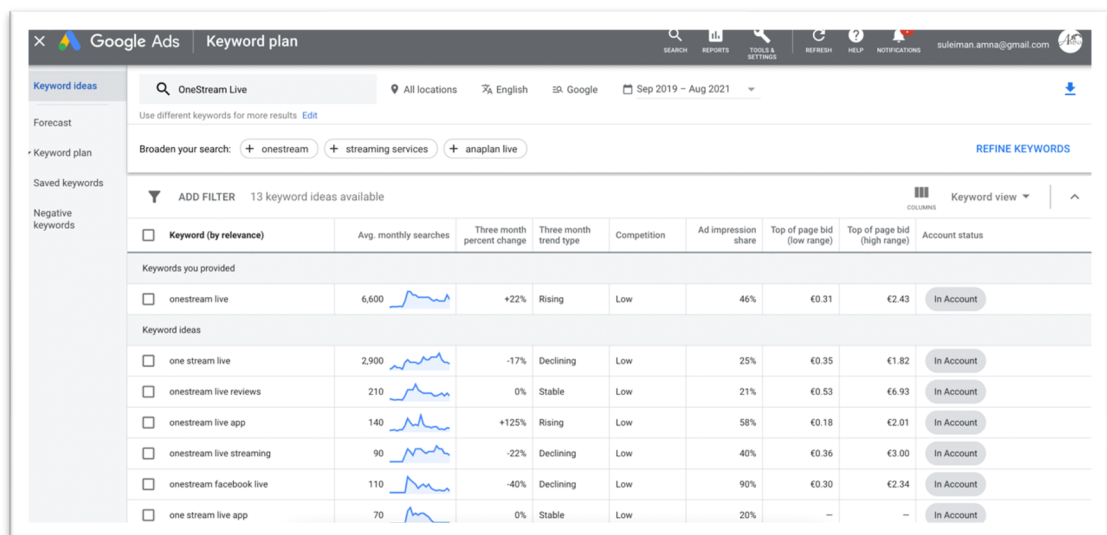 × Google Ads | Keyword plan
SEARCH REPORTS TOOLS & SETTINGS REFRESH HELP NOTIFICATIONS suleiman.amna@gmail.com
Keyword ideas
Forecast
Keyword plan
Saved keywords
Negative keywords
OneStream Live All locations English Google Sep 2019 – Aug 2021
Use different keywords for more results Edit
Broaden your search: + onestream + streaming services + anaplan live REFINE KEYWORDS
ADD FILTER 13 keyword ideas available COLUMNS Keyword view
Keyword (by relevance) Avg. monthly searches Three month percent change Three month trend type Competition Ad impression share Top of page bid (low range) Top of page bid (high range) Account status
Keywords you provided
onestream live 6,600 +22% Rising Low 46% €0.31 €2.43 In Account
Keyword ideas
one stream live 2,900 -17% Declining Low 25% €0.35 €1.82 In Account
onestream live reviews 210 0% Stable Low 21% €0.53 €6.93 In Account
onestream live app 140 +125% Rising Low 58% €0.18 €2.01 In Account
onestream live streaming 90 -22% Declining Low 40% €0.36 €3.00 In Account
onestream facebook live 110 -40% Declining Low 90% €0.30 €2.34 In Account
one stream live app 70 0% Stable Low 20% – – In Account